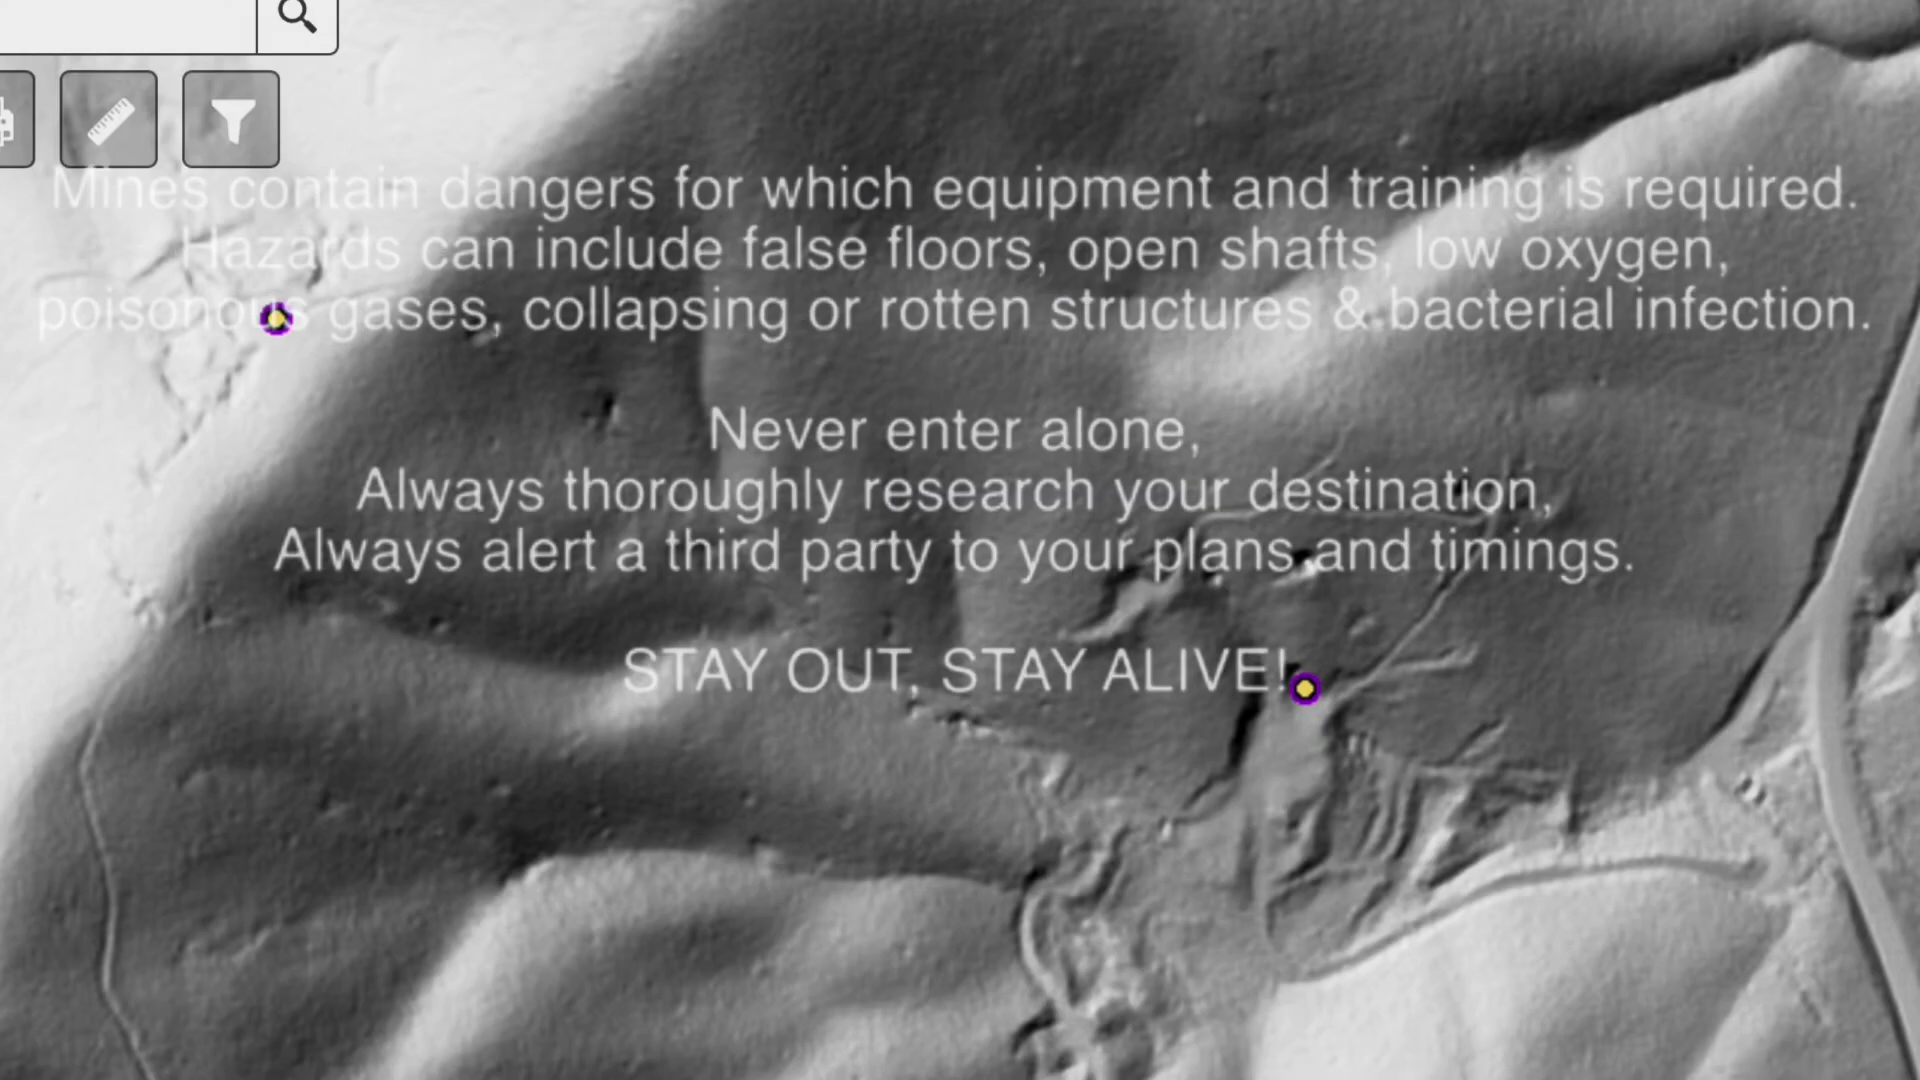 Mines contain dangers for which equipment and training is required.
Hazards can include false floors, open shafts, low oxygen,
poisonous gases, collapsing or rotten structures & bacterial infection.
Never enter alone,
Always thoroughly research your destination,
Always alert a third party to your plans and timings.
STAY OUT, STAY ALIVE!